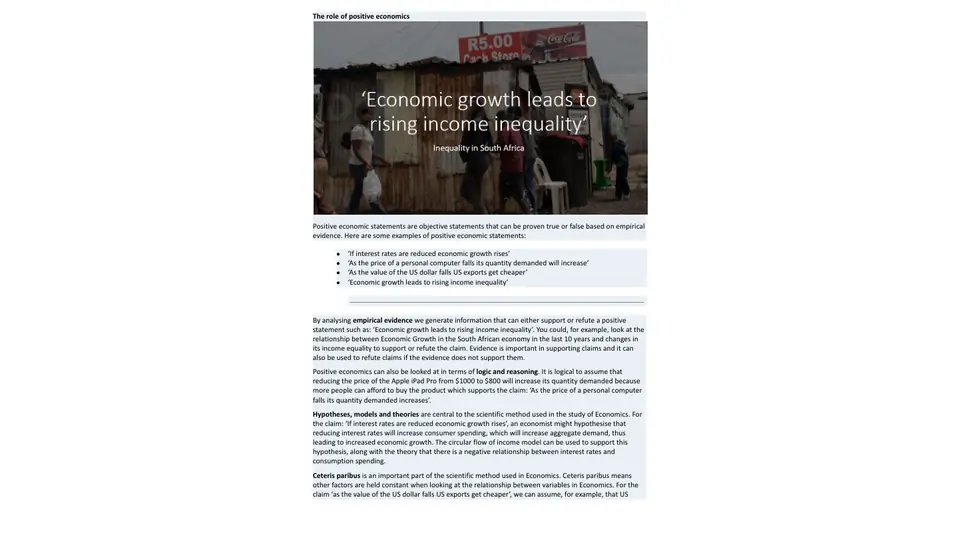 The role of positive economics
R5.00
Cash Store
Coca-Cola
‘Economic growth leads to
rising income inequality’
Inequality in South Africa
Positive economic statements are objective statements that can be proven true or false based on empirical
evidence. Here are some examples of positive economic statements:
• ‘If interest rates are reduced economic growth rises’
• ‘As the price of a personal computer falls its quantity demanded will increase’
• ‘As the value of the US dollar falls US exports get cheaper’
• ‘Economic growth leads to rising income inequality’
By analysing empirical evidence we generate information that can either support or refute a positive
statement such as: ‘Economic growth leads to rising income inequality’. You could, for example, look at the
relationship between Economic Growth in the South African economy in the last 10 years and changes in
its income equality to support or refute the claim. Evidence is important in supporting claims and it can
also be used to refute claims if the evidence does not support them.
Positive economics can also be looked at in terms of logic and reasoning. It is logical to assume that
reducing the price of the Apple iPad Pro from $1000 to $800 will increase its quantity demanded because
more people can afford to buy the product which supports the claim: ‘As the price of a personal computer
falls its quantity demanded increases’.
Hypotheses, models and theories are central to the scientific method used in the study of Economics. For
the claim: ‘If interest rates are reduced economic growth rises’, an economist might hypothesise that
reducing interest rates will increase consumer spending, which will increase aggregate demand, thus
leading to increased economic growth. The circular flow of income model can be used to support this
hypothesis, along with the theory that there is a negative relationship between interest rates and
consumption spending.
Ceteris paribus is an important part of the scientific method used in Economics. Ceteris paribus means
other factors are held constant when looking at the relationship between variables in Economics. For the
claim ‘as the value of the US dollar falls US exports get cheaper’, we can assume, for example, that US